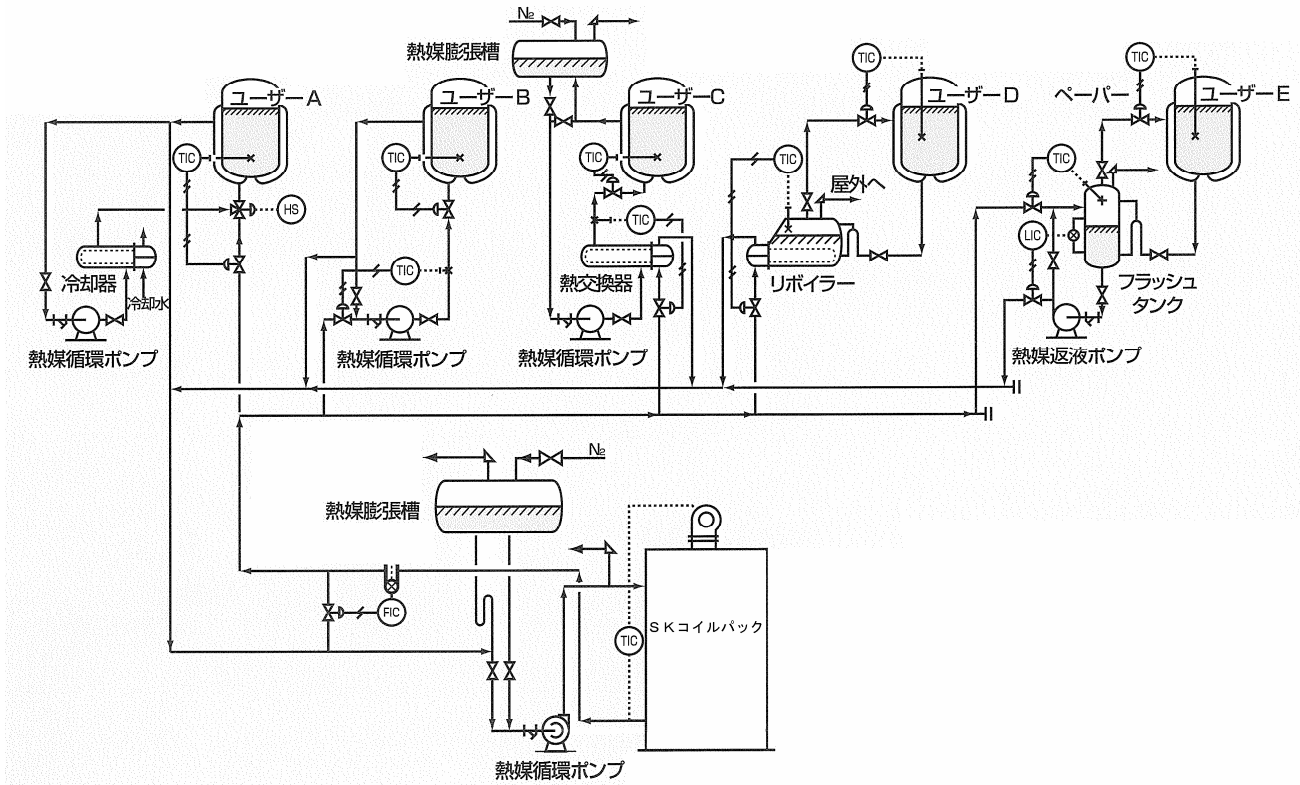 N₂
熱媒膨張槽
TIC
TIC
ユーザーA
ユーザーB
ユーザーC
ユーザーD
ペーパー
ユーザーE
TIC
TIC
TIC
TIC
TIC
屋外へ
HS
TIC
LIC
TIC
冷却器
冷却水
熱交換器
リボイラー
フラッシュ
タンク
熱媒循環ポンプ
熱媒循環ポンプ
熱媒循環ポンプ
熱媒返液ポンプ
N₂
熱媒膨張槽
FIC
TIC
SKコイルパック
熱媒循環ポンプ